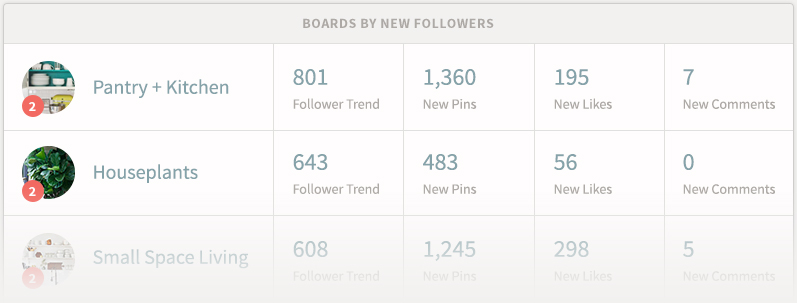 BOARDS BY NEW FOLLOWERS
2
Pantry + Kitchen
801
Follower Trend
1,360
New Pins
195
New Likes
7
New Comments
2
Houseplants
643
Follower Trend
483
New Pins
56
New Likes
0
New Comments
2
Small Space Living
608
Follower Trend
1,245
New Pins
298
New Likes
5
New Comments